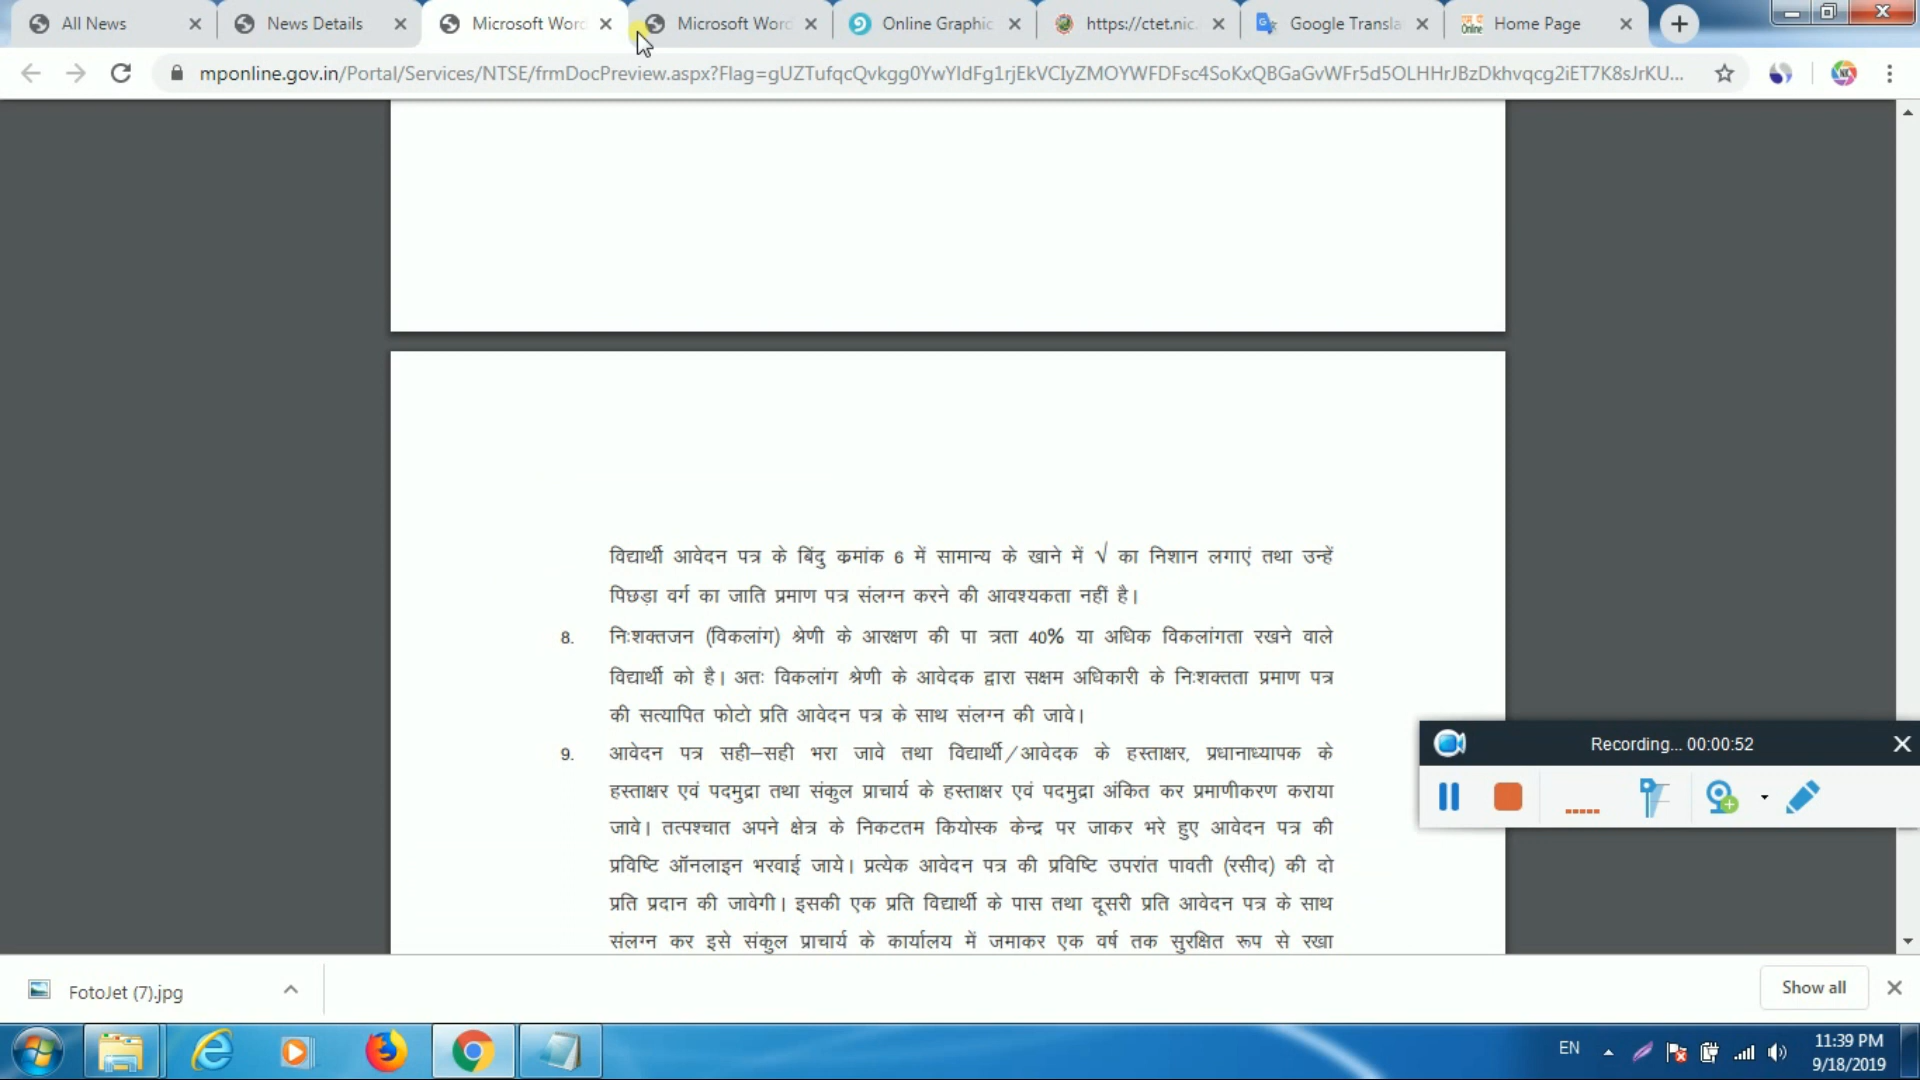 All News
News Details
Microsoft Word
Microsoft Word
Online Graphic
https://ctet.nic.
Google Transla
Home Page
mponline.gov.in/Portal/Services/NTSE/frmDocPreview.aspx?Flag=gUZTufqcQvkgg0YwYIdFg1rjEkVCIyZMOYWFDFsc4SoKxQBGaGvWFr5d5OLHHrJBzDkhvqcg2iET7K8sJrKU...
विद्यार्थी आवेदन पत्र के बिंदु क्रमांक 6 में सामान्य के खाने में √ का निशान लगाएं तथा उन्हें
पिछड़ा वर्ग का जाति प्रमाण पत्र संलग्न करने की आवश्यकता नहीं है।
8. निःशक्तजन (विकलांग) श्रेणी के आरक्षण की पा त्रता 40% या अधिक विकलांगता रखने वाले
विद्यार्थी को है। अतः विकलांग श्रेणी के आवेदक द्वारा सक्षम अधिकारी के निःशक्तता प्रमाण पत्र
की सत्यापित फोटो प्रति आवेदन पत्र के साथ संलग्न की जावे।
9. आवेदन पत्र सही–सही भरा जावे तथा विद्यार्थी/आवेदक के हस्ताक्षर, प्रधानाध्यापक के
हस्ताक्षर एवं पदमुद्रा तथा संकुल प्राचार्य के हस्ताक्षर एवं पदमुद्रा अंकित कर प्रमाणीकरण कराया
जावे। तत्पश्चात अपने क्षेत्र के निकटतम कियोस्क केन्द्र पर जाकर भरे हुए आवेदन पत्र की
प्रविष्टि ऑनलाइन भरवाई जाये। प्रत्येक आवेदन पत्र की प्रविष्टि उपरांत पावती (रसीद) की दो
प्रति प्रदान की जावेगी। इसकी एक प्रति विद्यार्थी के पास तथा दूसरी प्रति आवेदन पत्र के साथ
संलग्न कर इसे संकुल प्राचार्य के कार्यालय में जमाकर एक वर्ष तक सुरक्षित रूप से रखा
Recording... 00:00:52
FotoJet (7).jpg
Show all
EN
11:39 PM
9/18/2019